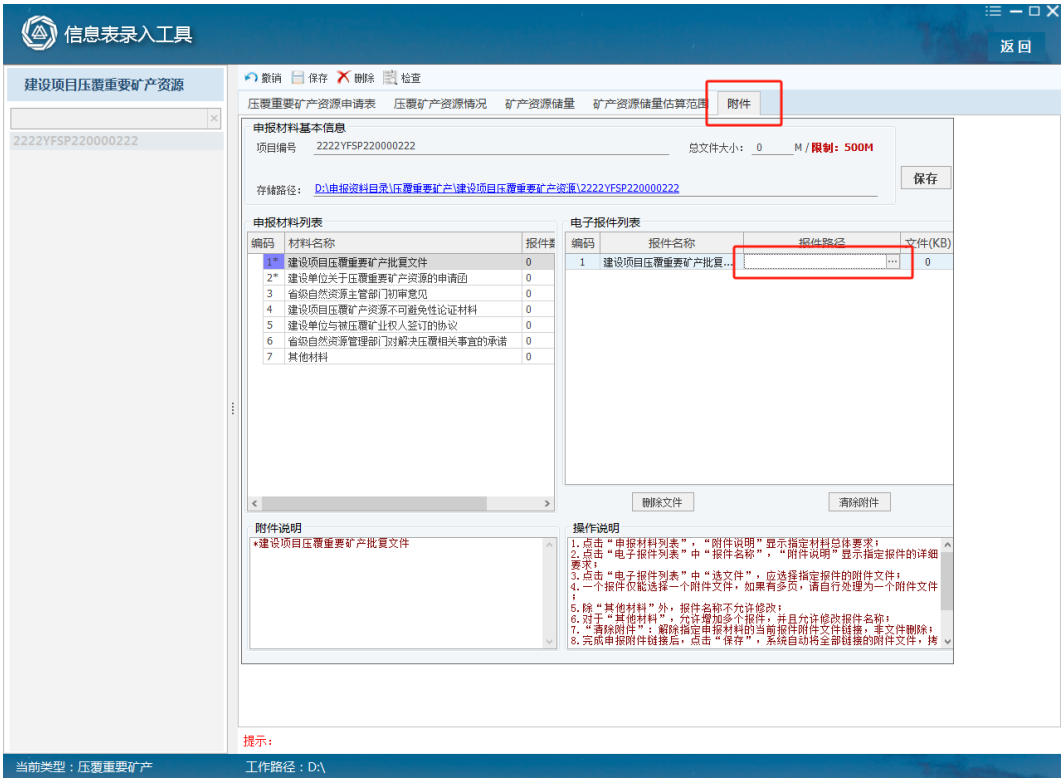 信息表录入工具
返回
建设项目压覆重要矿产资源
2222YFSP220000222
撤消 保存 删除 检查
压覆重要矿产资源申请表 压覆矿产资源情况 矿产资源储量 矿产资源储量估算范围 附件
申报材料基本信息
项目编号 2222YFSP220000222 总文件大小: 0 M/限制: 500M
保存
存储路径: D:\申报资料目录\压覆重要矿产\建设项目压覆重要矿产资源\2222YFSP220000222
申报材料列表
编码 材料名称 报件数
1* 建设项目压覆重要矿产批复文件 0
2* 建设单位关于压覆重要矿产资源的申请函 0
3 省级自然资源主管部门初审意见 0
4 建设项目压覆矿产资源不可避免性论证材料 0
5 建设单位与被压覆矿业权人签订的协议 0
6 省级自然资源管理部门对解决压覆相关事宜的承诺 0
7 其他材料 0
电子报件列表
编码 报件名称 报件路径 文件(KB)
1 建设项目压覆重要矿产批复... ... 0
删除文件 清除附件
附件说明
*建设项目压覆重要矿产批复文件
操作说明
1.点击“申报材料列表”,“附件说明”显示指定材料总体要求;
2.点击“电子报件列表”中“报件名称”,“附件说明”显示指定报件的详细
要求;
3.点击“电子报件列表”中“选文件”,应选择指定报件的附件文件;
4.一个报件仅能选择一个附件文件,如果有多页,请自行处理为一个附件文件
;
5.除“其他材料”外,报件名称不允许修改;
6.对于“其他材料”,允许增加多个报件,并且允许修改报件名称;
7.“清除附件”:解除指定申报材料的当前报件附件文件链接,非文件删除;
8.完成申报附件链接后,点击“保存”,系统自动将全部链接的附件文件,拷
提示:
当前类型:压覆重要矿产 工作路径:D:\